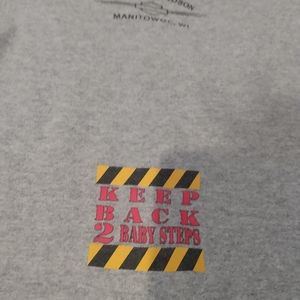 MANITOWOC, WI
KEEP
BACK
2 BABY STEPS